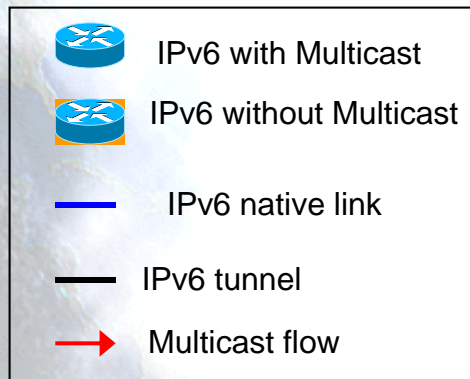 IPv6 with Multicast
IPv6 without Multicast
IPv6 native link
IPv6 tunnel
Multicast flow